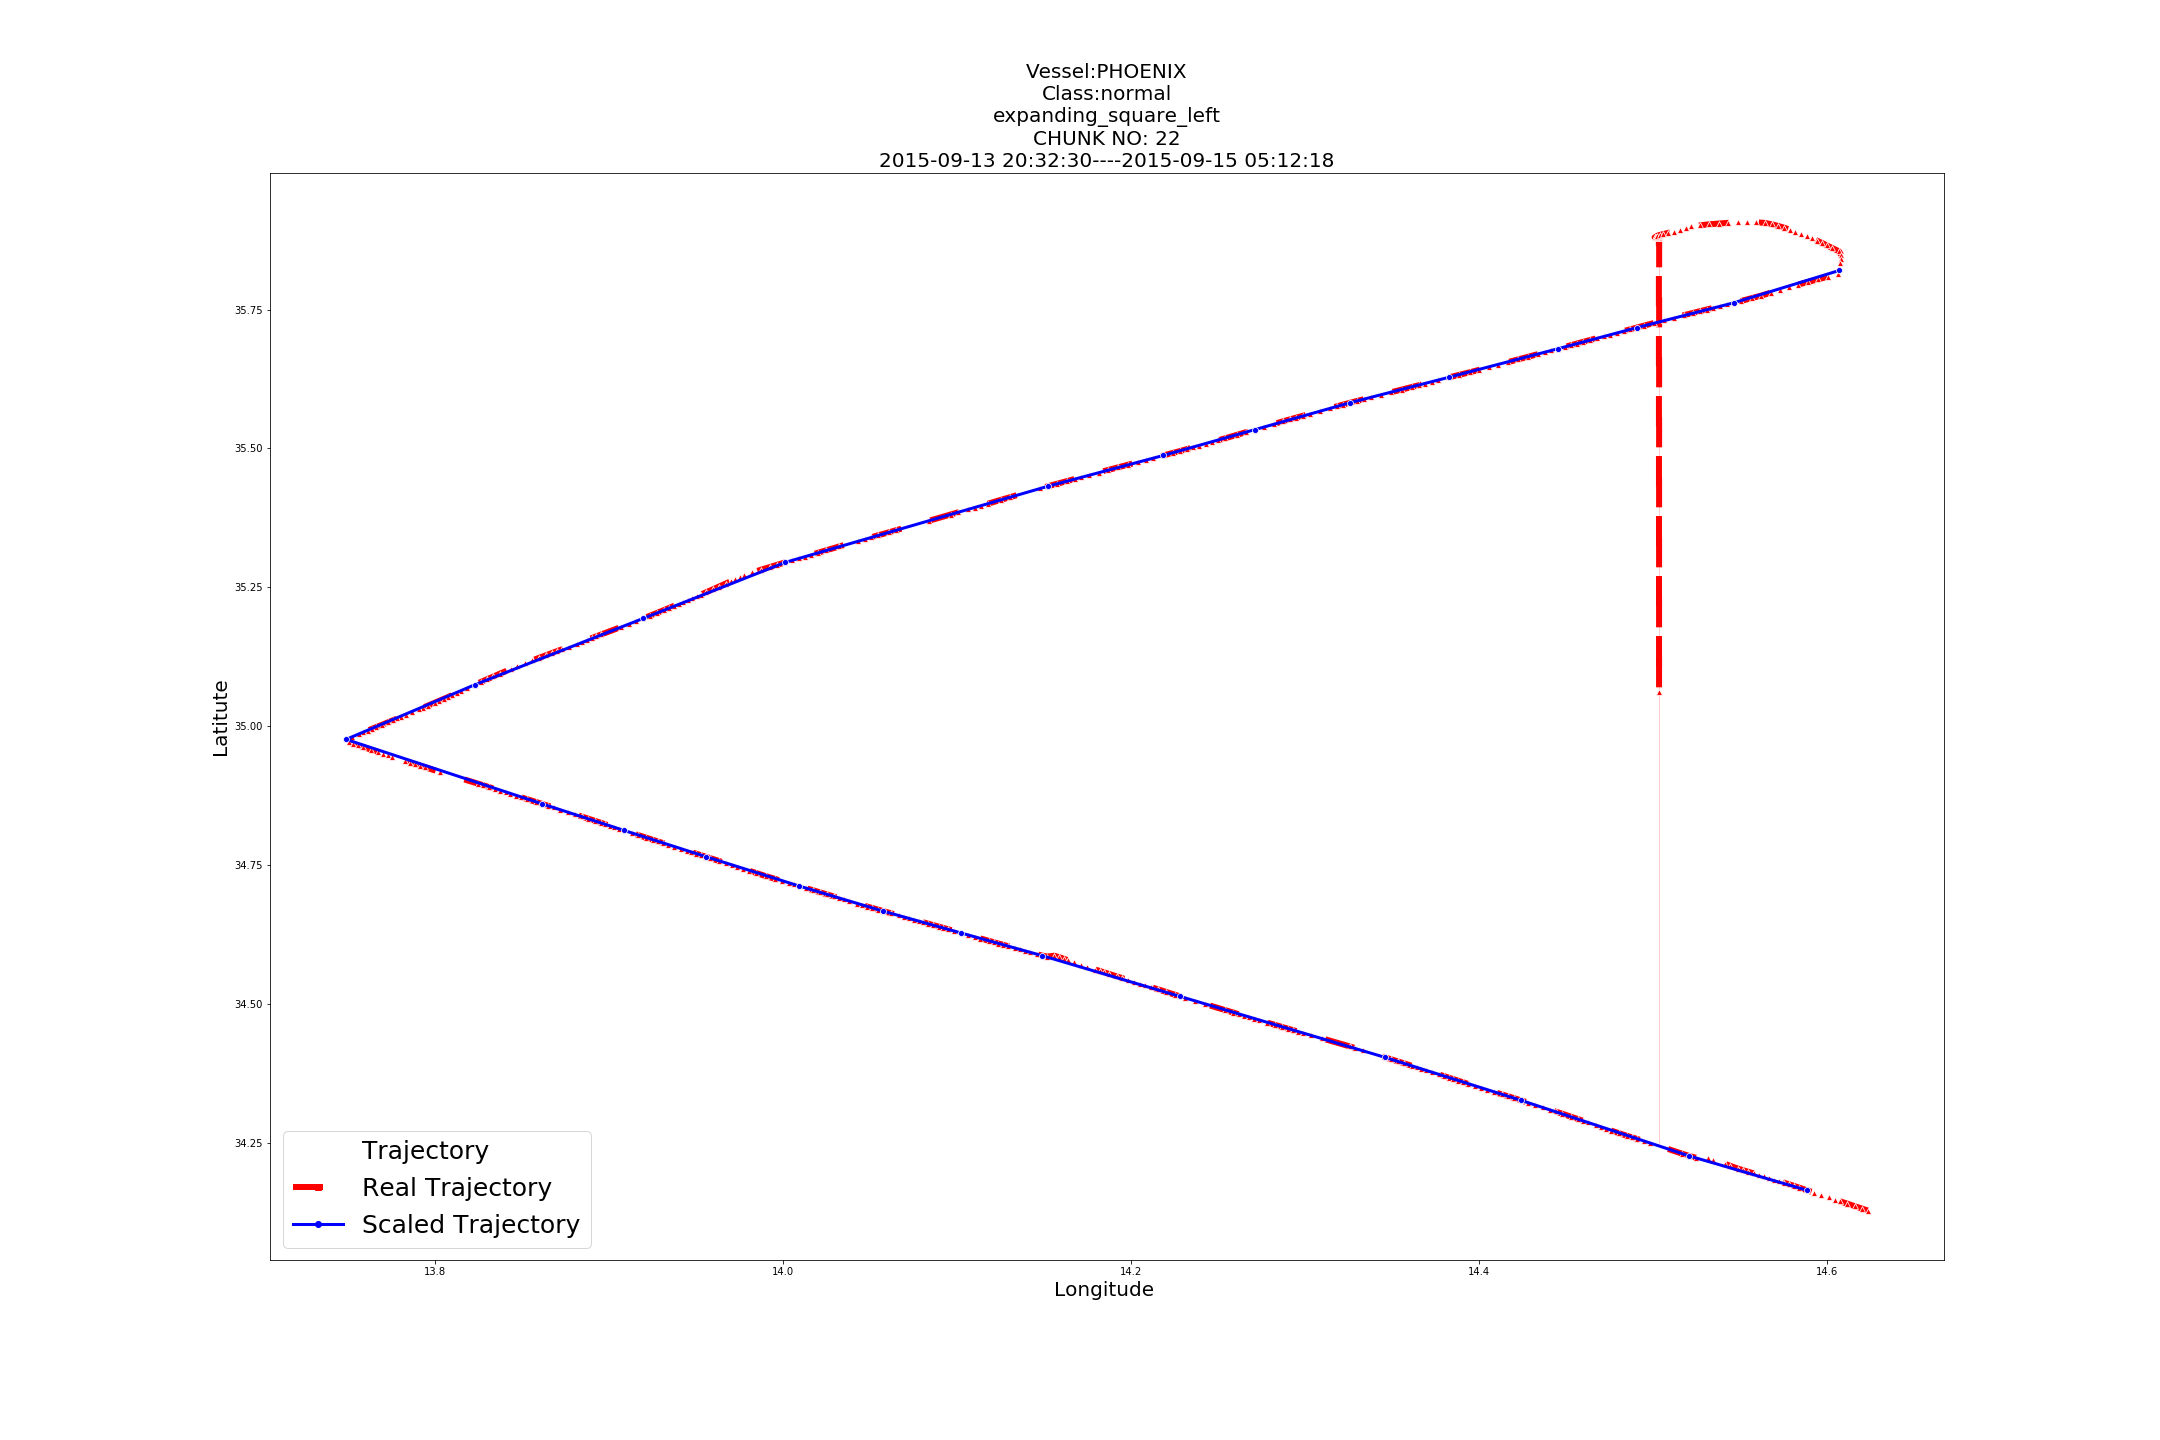 Vessel:PHOENIX
Class:normal
expanding_square_left
CHUNK NO: 22
2015-09-13 20:32:30----2015-09-15 05:12:18
35.75
35.50
35.25
35.00
34.75
34.50
34.25
Latitute
Trajectory
Real Trajectory
Scaled Trajectory
13.8
14.0
14.2
14.4
14.6
Longitude